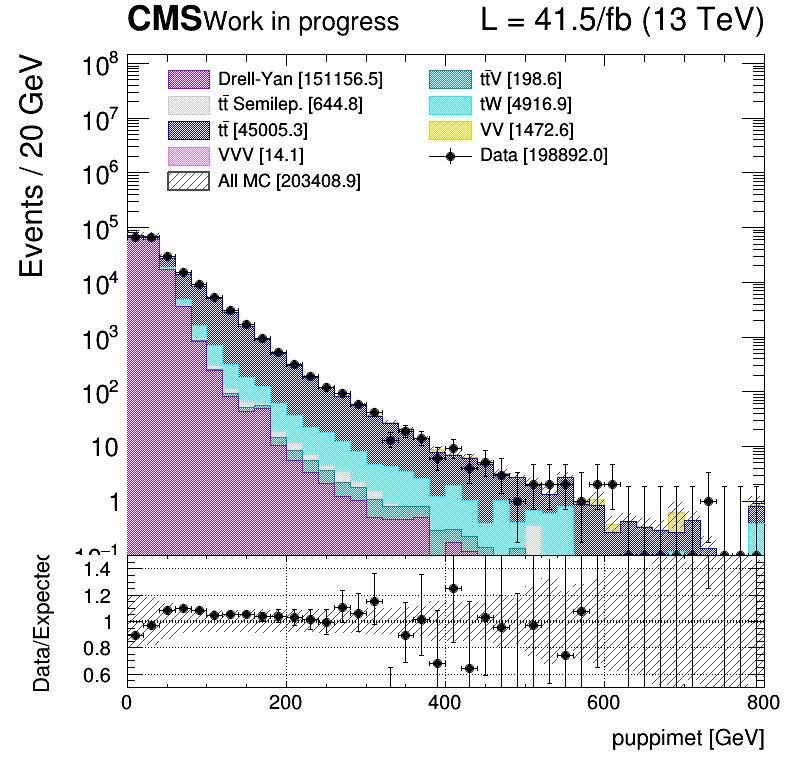 CMS Work in progress L = 41.5/fb (13 TeV)
Events / 20 GeV
10⁸
10⁷
10⁶
10⁵
10⁴
10³
10²
10
1
10⁻¹
Drell-Yan [151156.5]
tt̄ Semilep. [644.8]
tt̄ [45005.3]
VVV [14.1]
All MC [203408.9]
tt̄V [198.6]
tW [4916.9]
VV [1472.6]
Data [198892.0]
Data/Expected
1.4
1.2
1
0.8
0.6
0 200 400 600 800
puppimet [GeV]